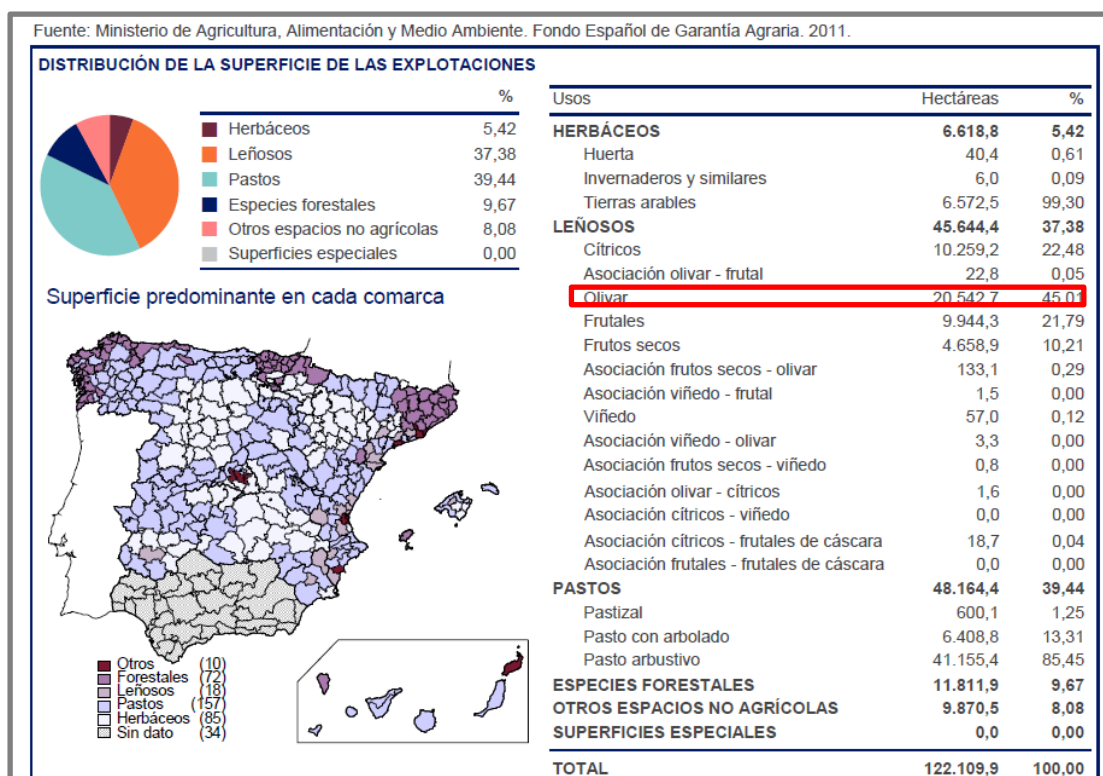 Fuente: Ministerio de Agricultura, Alimentación y Medio Ambiente. Fondo Español de Garantía Agraria. 2011.
DISTRIBUCIÓN DE LA SUPERFICIE DE LAS EXPLOTACIONES
%
Herbáceos 5,42
Leñosos 37,38
Pastos 39,44
Especies forestales 9,67
Otros espacios no agrícolas 8,08
Superficies especiales 0,00
Superficie predominante en cada comarca
Otros (10)
Forestales (72)
Leñosos (18)
Pastos (157)
Herbáceos (85)
Sin dato (34)
Usos Hectáreas %
HERBÁCEOS 6.618,8 5,42
Huerta 40,4 0,61
Invernaderos y similares 6,0 0,09
Tierras arables 6.572,5 99,30
LEÑOSOS 45.644,4 37,38
Cítricos 10.259,2 22,48
Asociación olivar - frutal 22,8 0,05
Olivar 20.542,7 45,01
Frutales 9.944,3 21,79
Frutos secos 4.658,9 10,21
Asociación frutos secos - olivar 133,1 0,29
Asociación viñedo - frutal 1,5 0,00
Viñedo 57,0 0,12
Asociación viñedo - olivar 3,3 0,00
Asociación frutos secos - viñedo 0,8 0,00
Asociación olivar - cítricos 1,6 0,00
Asociación cítricos - viñedo 0,0 0,00
Asociación cítricos - frutales de cáscara 18,7 0,04
Asociación frutales - frutales de cáscara 0,0 0,00
PASTOS 48.164,4 39,44
Pastizal 600,1 1,25
Pasto con arbolado 6.408,8 13,31
Pasto arbustivo 41.155,4 85,45
ESPECIES FORESTALES 11.811,9 9,67
OTROS ESPACIOS NO AGRÍCOLAS 9.870,5 8,08
SUPERFICIES ESPECIALES 0,0 0,00
TOTAL 122.109,9 100,00